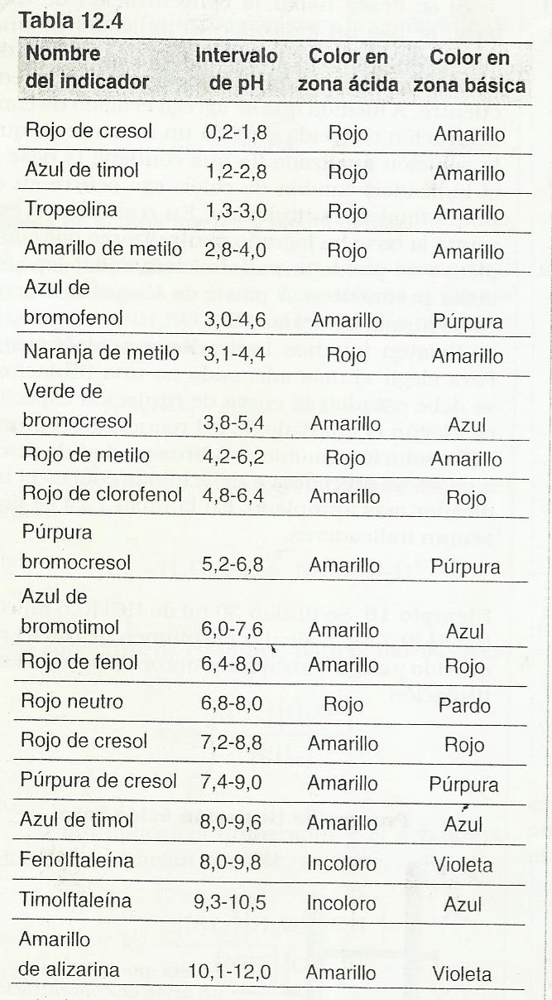 Tabla 12.4
Nombre del indicador Intervalo de pH Color en zona ácida Color en zona básica
Rojo de cresol 0,2-1,8 Rojo Amarillo
Azul de timol 1,2-2,8 Rojo Amarillo
Tropeolina 1,3-3,0 Rojo Amarillo
Amarillo de metilo 2,8-4,0 Rojo Amarillo
Azul de
bromofenol 3,0-4,6 Amarillo Púrpura
Naranja de metilo 3,1-4,4 Rojo Amarillo
Verde de
bromocresol 3,8-5,4 Amarillo Azul
Rojo de metilo 4,2-6,2 Rojo Amarillo
Rojo de clorofenol 4,8-6,4 Amarillo Rojo
Púrpura
bromocresol 5,2-6,8 Amarillo Púrpura
Azul de
bromotimol 6,0-7,6 Amarillo Azul
Rojo de fenol 6,4-8,0 Amarillo Rojo
Rojo neutro 6,8-8,0 Rojo Pardo
Rojo de cresol 7,2-8,8 Amarillo Rojo
Púrpura de cresol 7,4-9,0 Amarillo Púrpura
Azul de timol 8,0-9,6 Amarillo Azul
Fenolftaleína 8,0-9,8 Incoloro Violeta
Timolftaleína 9,3-10,5 Incoloro Azul
Amarillo
de alizarina 10,1-12,0 Amarillo Violeta